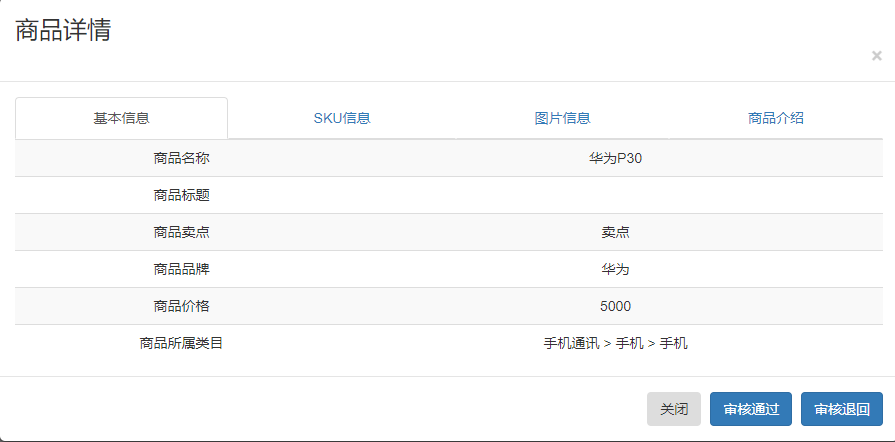 商品详情
×
基本信息 SKU信息 图片信息 商品介绍
商品名称 华为P30
商品标题
商品卖点 卖点
商品品牌 华为
商品价格 5000
商品所属类目 手机通讯 > 手机 > 手机
关闭 审核通过 审核退回